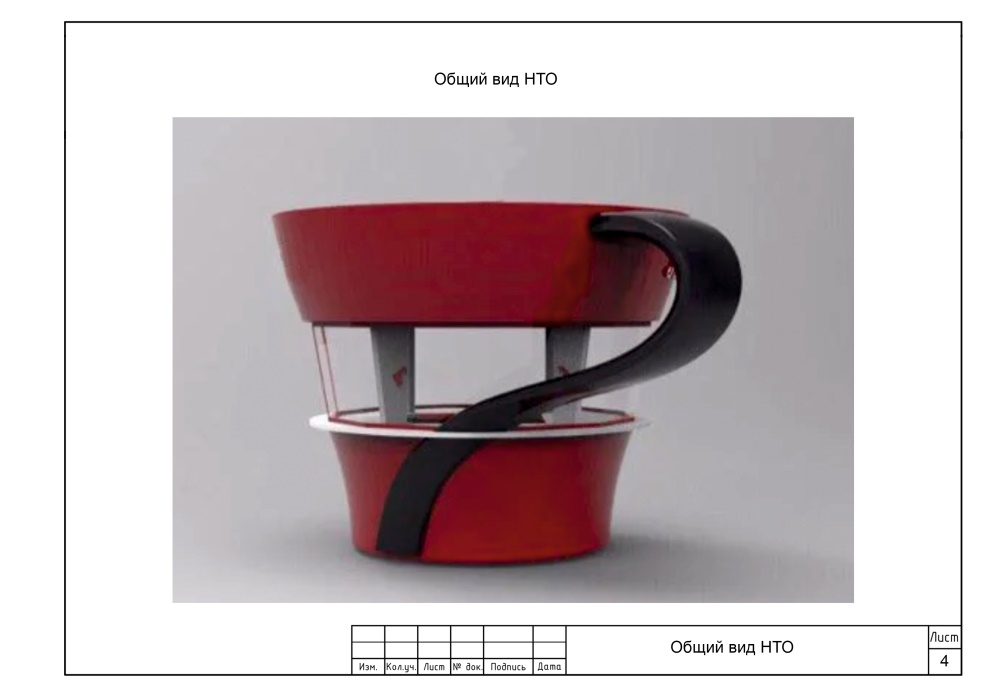 Общий вид НТО
Общий вид НТО
Лист
4
Изм. Кол.уч. Лист № док. Подпись Дата